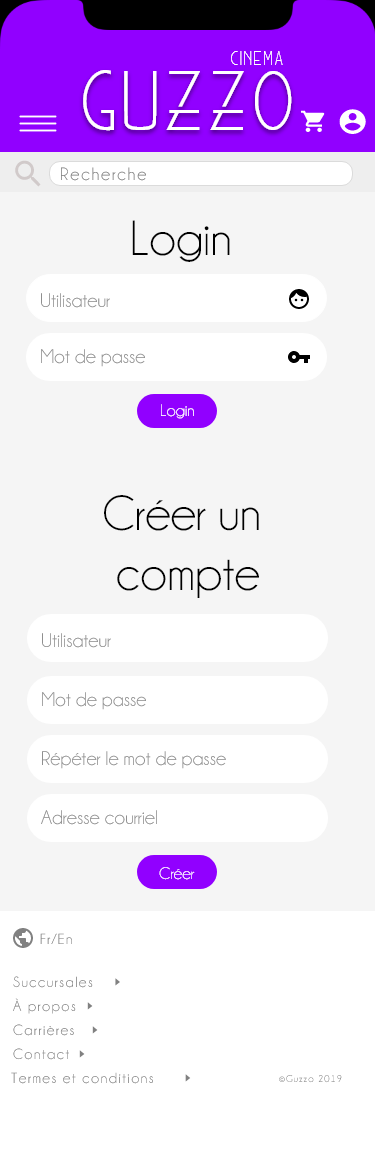 CINEMA
GUZZO
Recherche
Login
Utilisateur
Mot de passe
Login
Créer un
compte
Utilisateur
Mot de passe
Répéter le mot de passe
Adresse courriel
Créer
Fr/En
Succursales
À propos
Carrières
Contact
Termes et conditions
©Guzzo 2019